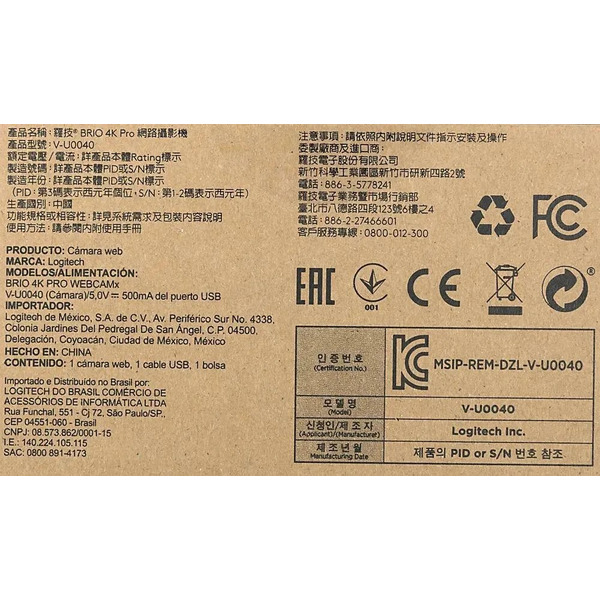 產品名稱: 羅技® BRIO 4K Pro 網路攝影機
產品型號: V-U0040
額定電壓 / 電流: 詳產品本體Rating標示
製造號碼: 詳產品本體PID或S/N標示
製造年份: 詳產品本體PID或S/N標示
(PID: 第3碼表示西元年個位、S/N: 第1-2碼表示西元年)
生產國別: 中國
功能規格或相容性: 詳見系統需求及包裝內容說明
使用方法: 請參閱內附使用手冊
PRODUCTO: Cámara web
MARCA: Logitech
MODELOS/ALIMENTACIÓN:
BRIO 4K PRO WEBCAMx
V-U0040 (Cámara)/5,0V⎓ 500mA del puerto USB
IMPORTADOR:
Logitech de México, S.A. de C.V., Av. Periférico Sur No. 4338,
Colonia Jardines Del Pedregal De San Ángel, C.P. 04500,
Delegación, Coyoacán, Ciudad de México, México
HECHO EN: CHINA
CONTENIDO: 1 cámara web, 1 cable USB, 1 bolsa
Importado e Distribuído no Brasil por:
LOGITECH DO BRASIL COMÉRCIO DE
ACESSÓRIOS DE INFORMÁTICA LTDA
Rua Funchal, 551 - Cj 72, São Paulo/SP.,
CEP 04551-060 - Brasil
CNPJ: 08.573.862/0001-15
I.E.: 140.224.105.115
SAC: 0800 891-4173
注意事項: 請依照內附說明文件指示安裝及操作
委製廠商及進口商:
羅技電子股份有限公司
新竹科學工業園區新竹市研新四路2號
電話: 886-3-5778241
羅技電子業務暨市場行銷部
臺北市八德路四段123號6樓之4
電話: 886-2-27466601
客戶服務專線: 0800-012-300
FC
EAC
001
CE
인 증 번 호
(Certification No.)
MSIP-REM-DZL-V-U0040
모 델 명
(Model)
V-U0040
신청인/제조자
(Applicant)/(Manufacturer)
Logitech Inc.
제 조 년 월
Manufacturing Date
제품의 PID or S/N 번호 참조